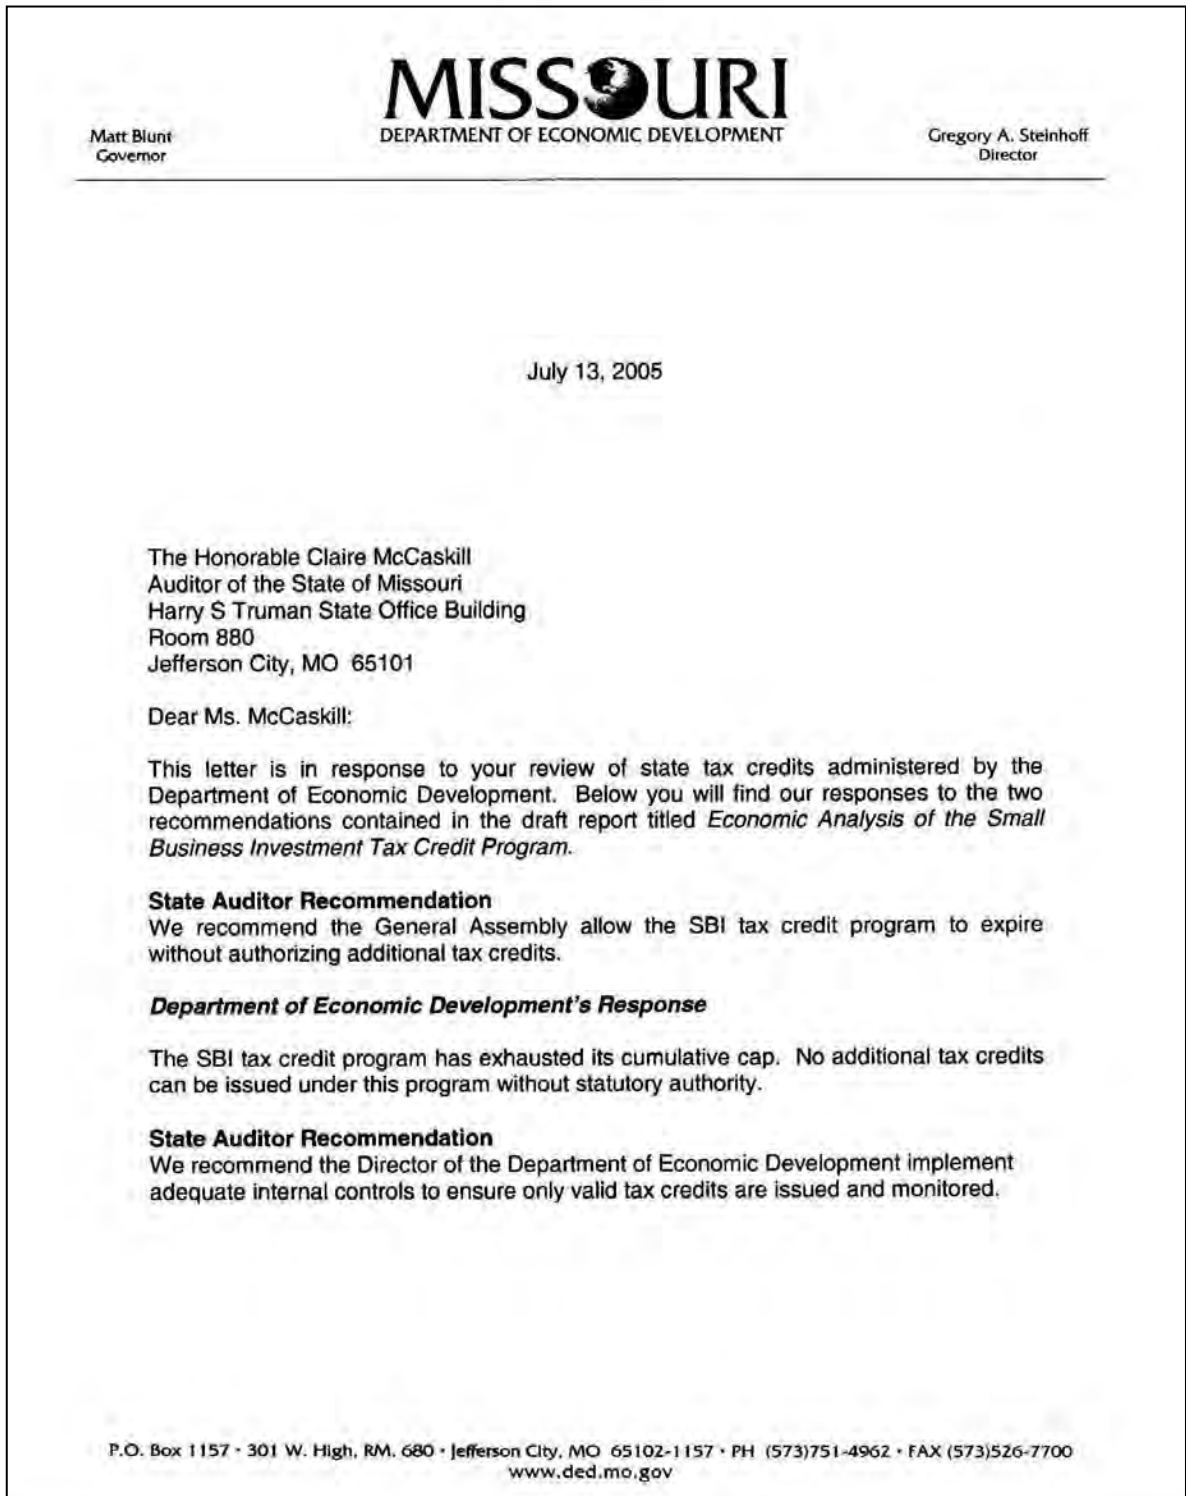 MISSOURI
DEPARTMENT OF ECONOMIC DEVELOPMENT
Matt Blunt
Governor
Gregory A. Steinhoff
Director
July 13, 2005
The Honorable Claire McCaskill
Auditor of the State of Missouri
Harry S Truman State Office Building
Room 880
Jefferson City, MO 65101
Dear Ms. McCaskill:
This letter is in response to your review of state tax credits administered by the
Department of Economic Development. Below you will find our responses to the two
recommendations contained in the draft report titled Economic Analysis of the Small
Business Investment Tax Credit Program.
State Auditor Recommendation
We recommend the General Assembly allow the SBI tax credit program to expire
without authorizing additional tax credits.
Department of Economic Development's Response
The SBI tax credit program has exhausted its cumulative cap. No additional tax credits
can be issued under this program without statutory authority.
State Auditor Recommendation
We recommend the Director of the Department of Economic Development implement
adequate internal controls to ensure only valid tax credits are issued and monitored.
P.O. Box 1157 · 301 W. High, RM. 680 · Jefferson City, MO 65102-1157 · PH (573)751-4962 · FAX (573)526-7700
www.ded.mo.gov